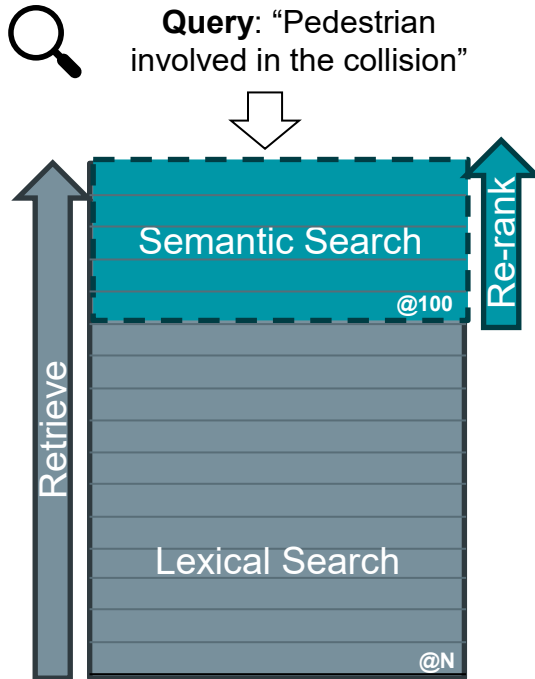 Query: “Pedestrian
involved in the collision”
Semantic Search
@100
Re-rank
Retrieve
Lexical Search
@N